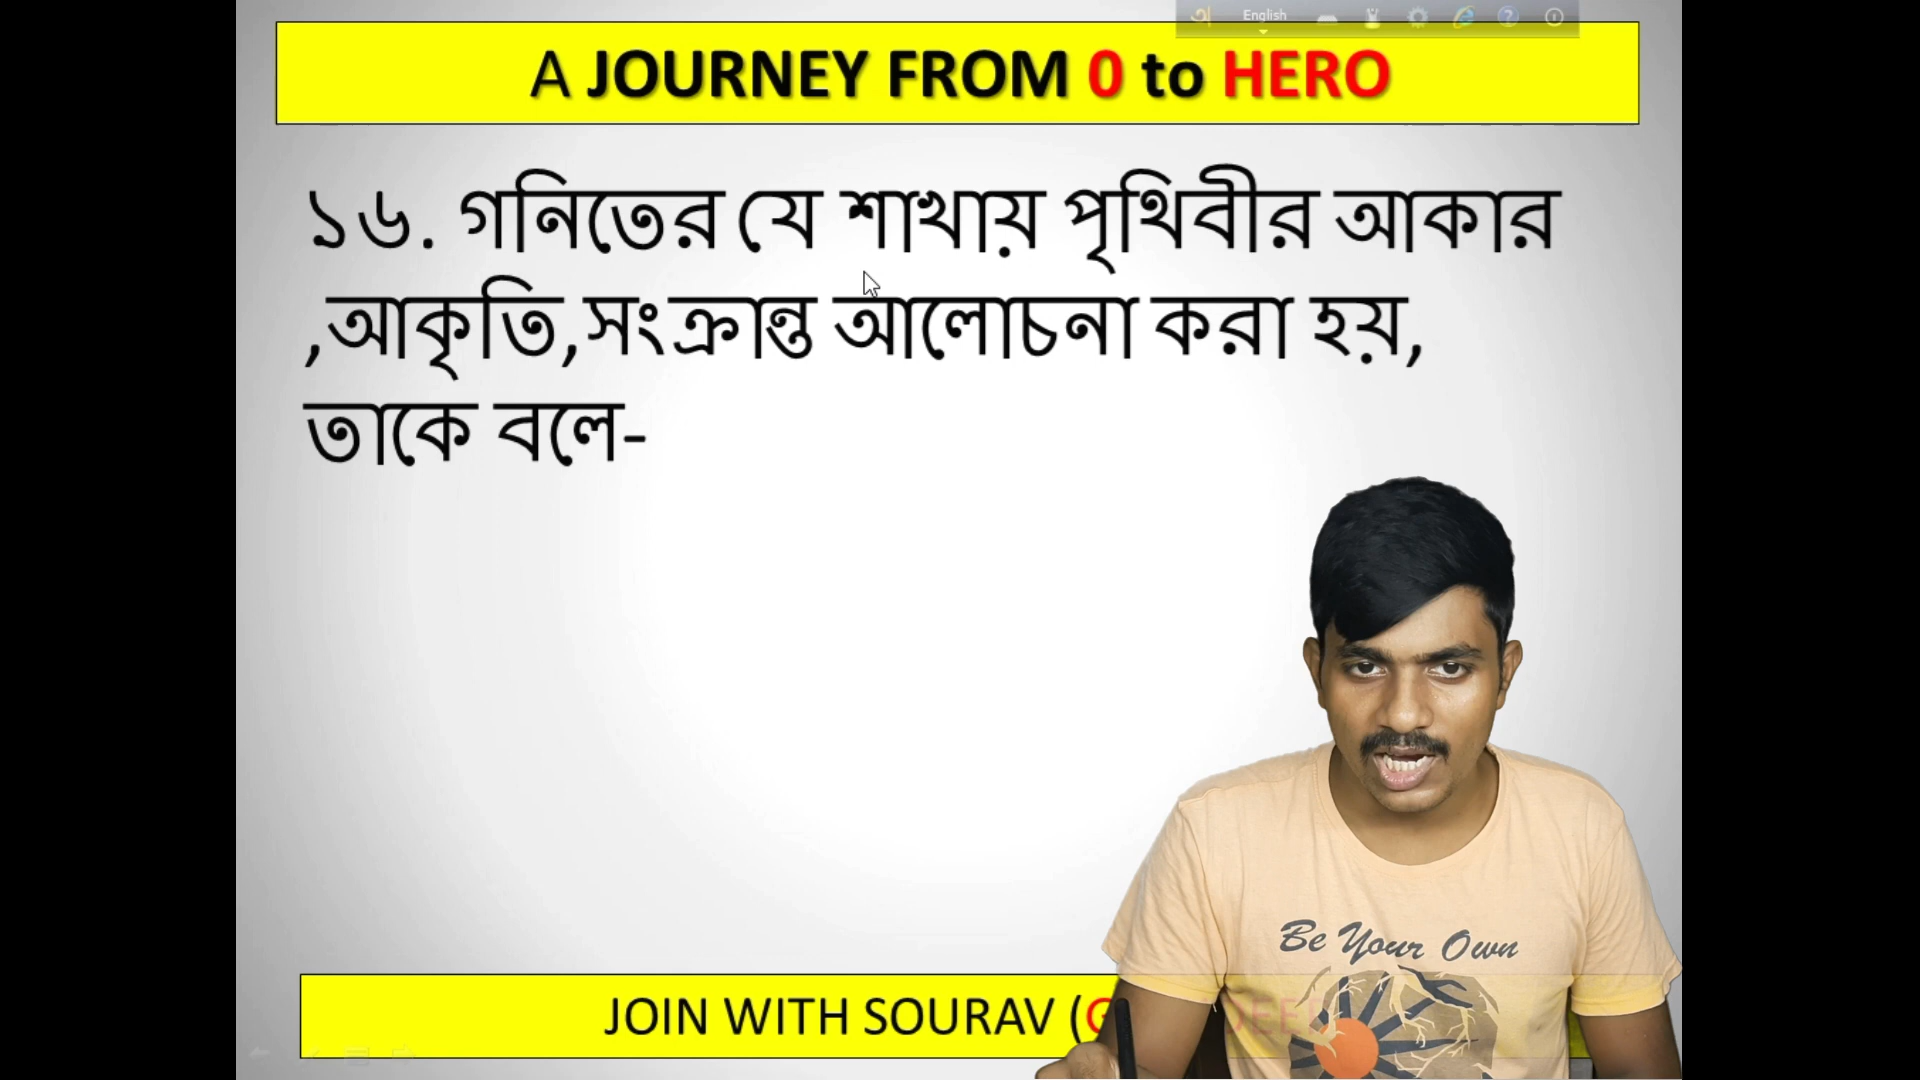 English
A JOURNEY FROM 0 to HERO
১৬. গনিতের যে শাখায় পৃথিবীর আকার
,আকৃতি,সংক্রান্ত আলোচনা করা হয়,
তাকে বলে-
Be Your Own
JOIN WITH SOURAV (